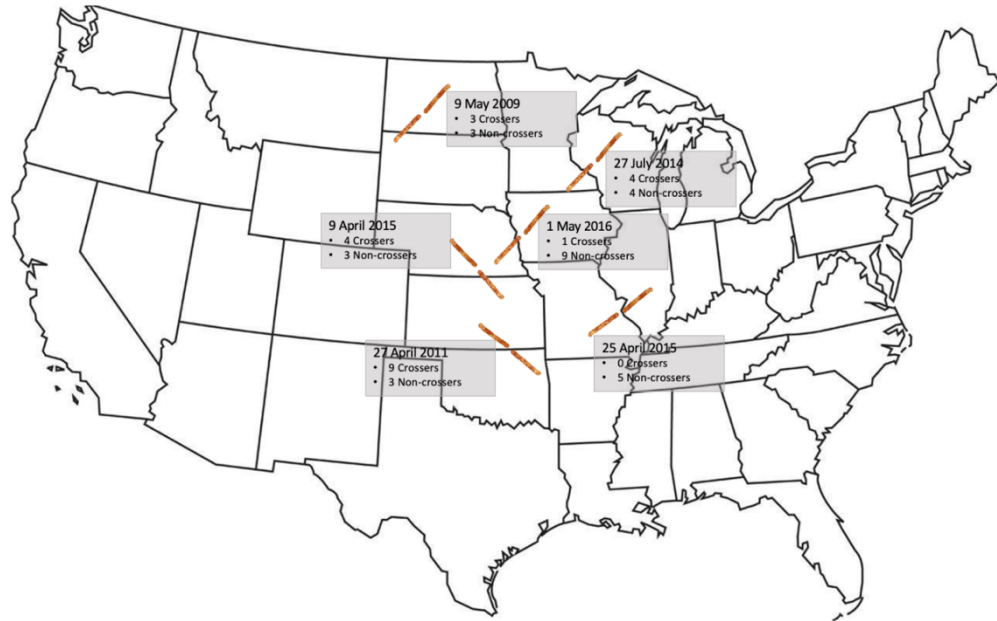 9 May 2009
• 3 Crossers
• 3 Non-crossers
27 July 2014
• 4 Crossers
• 4 Non-crossers
9 April 2015
• 4 Crossers
• 3 Non-crossers
1 May 2016
• 1 Crossers
• 9 Non-crossers
27 April 2011
• 9 Crossers
• 3 Non-crossers
25 April 2015
• 0 Crossers
• 5 Non-crossers